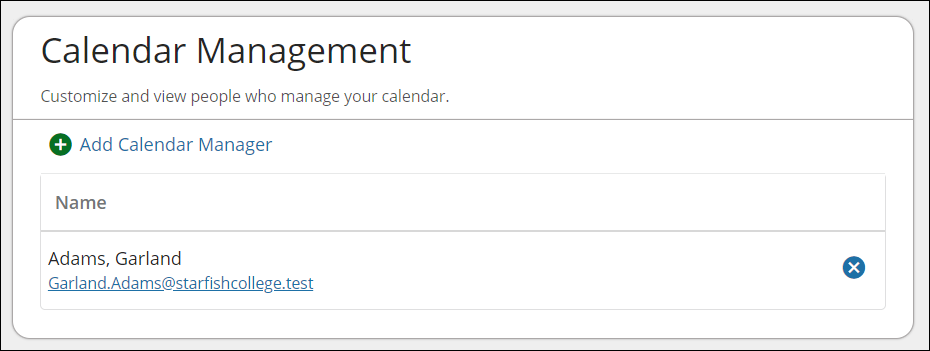 Calendar Management
Customize and view people who manage your calendar.
Add Calendar Manager
Name
Adams, Garland
Garland.Adams@starfishcollege.test